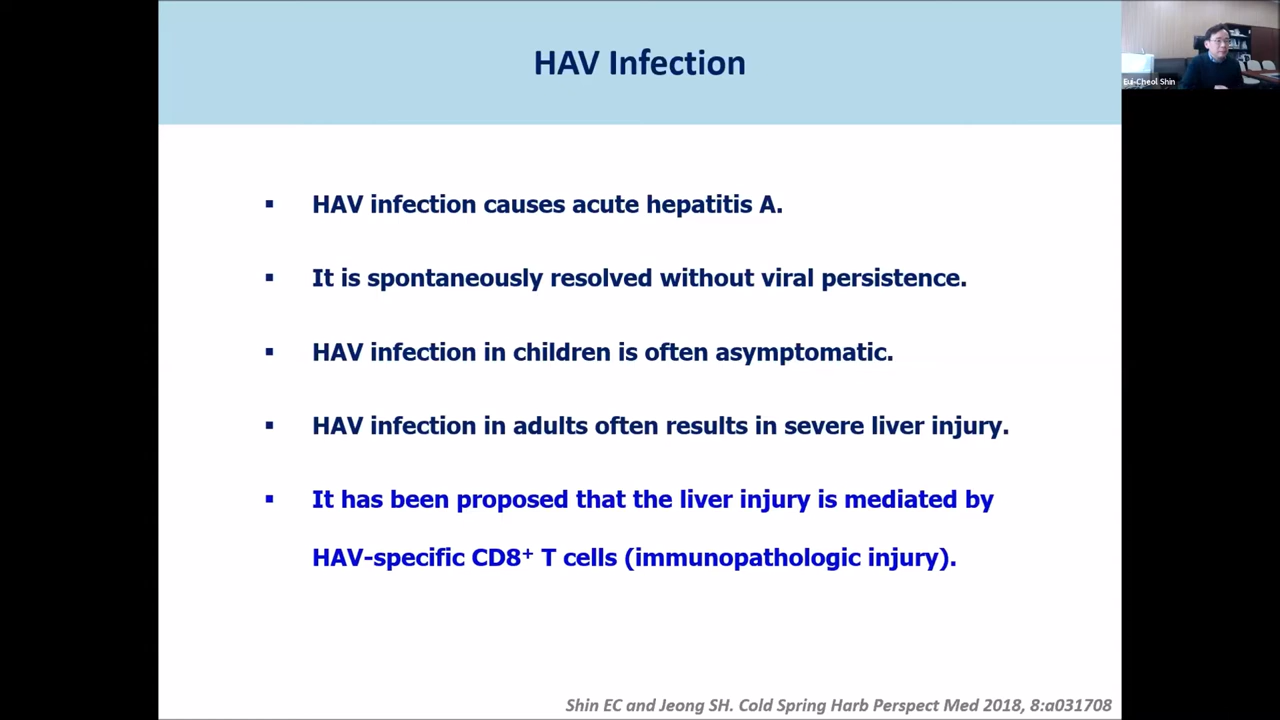 HAV Infection
Eui-Cheol Shin
▪ HAV infection causes acute hepatitis A.
▪ It is spontaneously resolved without viral persistence.
▪ HAV infection in children is often asymptomatic.
▪ HAV infection in adults often results in severe liver injury.
▪ It has been proposed that the liver injury is mediated by
HAV-specific CD8⁺ T cells (immunopathologic injury).
Shin EC and Jeong SH. Cold Spring Harb Perspect Med 2018, 8:a031708